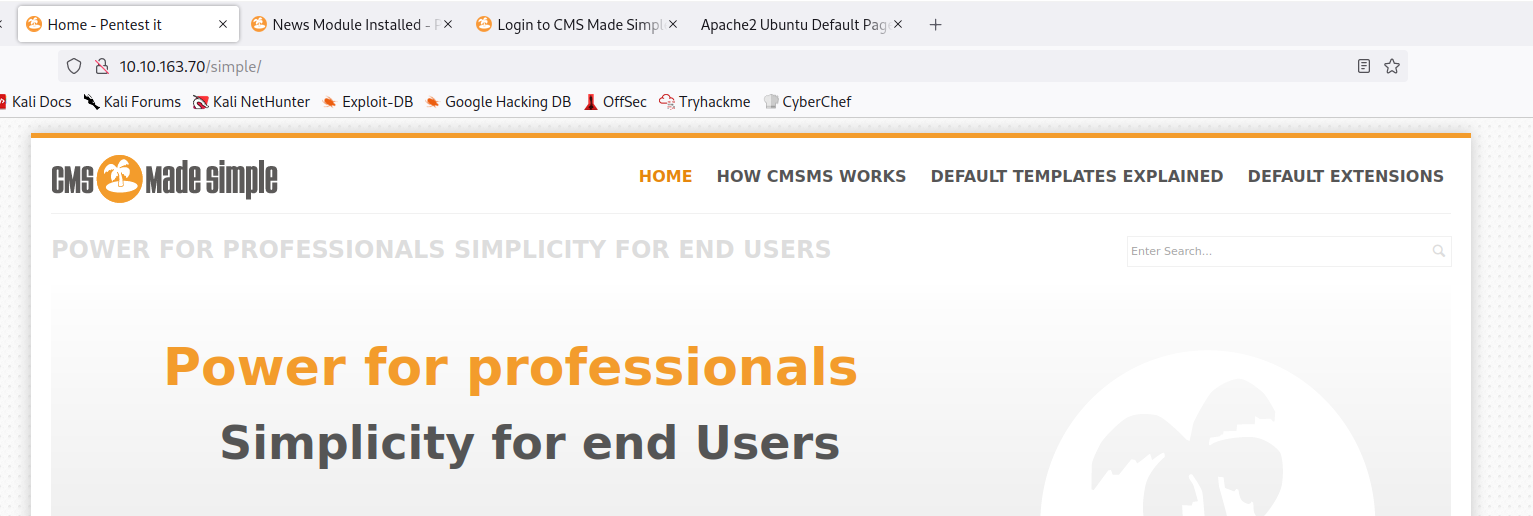 Home - Pentest it
News Module Installed - P
Login to CMS Made Simpl
Apache2 Ubuntu Default Pag
10.10.163.70/simple/
Kali Docs Kali Forums Kali NetHunter Exploit-DB Google Hacking DB OffSec Tryhackme CyberChef
CMS Made Simple
HOME HOW CMSMS WORKS DEFAULT TEMPLATES EXPLAINED DEFAULT EXTENSIONS
POWER FOR PROFESSIONALS SIMPLICITY FOR END USERS
Enter Search...
Power for professionals
Simplicity for end Users